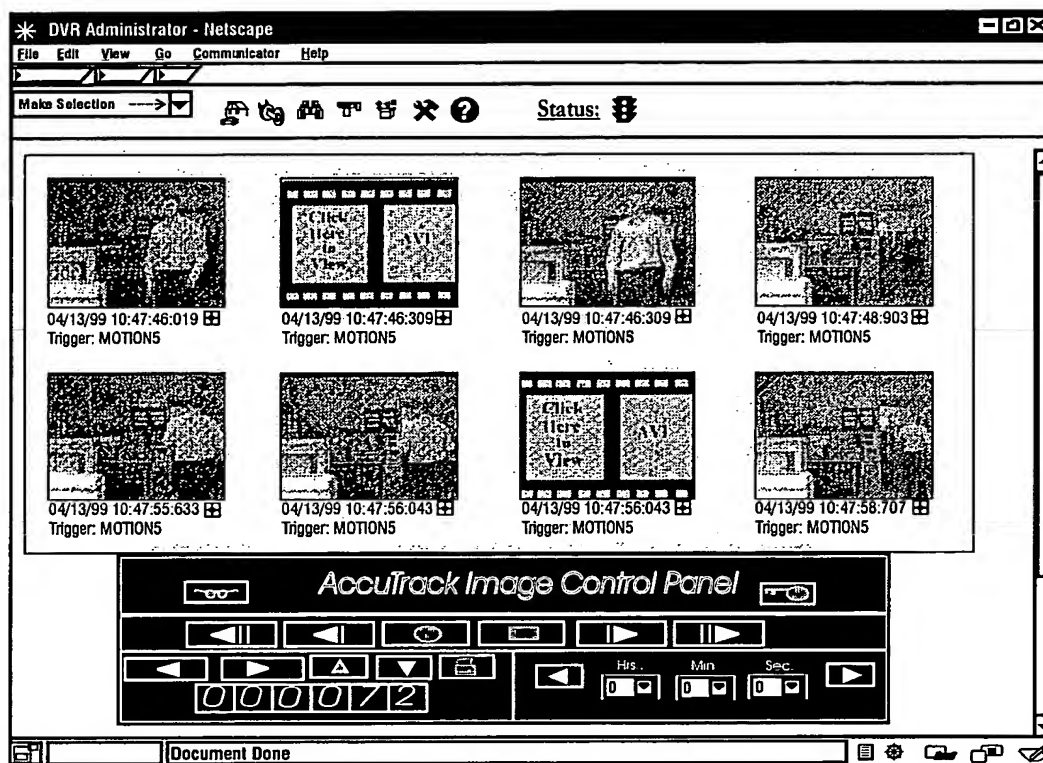 DVR Administrator - Netscape
File Edit View Go Communicator Help
Make Selection ---->
Status:
Click Here to View AVI
04/13/99 10:47:46:019 04/13/99 10:47:46:309 04/13/99 10:47:46:309 04/13/99 10:47:48:903
Trigger: MOTION5 Trigger: MOTION5 Trigger: MOTION5 Trigger: MOTION5
Click Here to View AVI
04/13/99 10:47:55:633 04/13/99 10:47:56:043 04/13/99 10:47:56:043 04/13/99 10:47:58:707
Trigger: MOTION5 Trigger: MOTION5 Trigger: MOTION5 Trigger: MOTION5
AccuTrack Image Control Panel
Hrs. Min Sec.
0 0 0
000072
Document Done